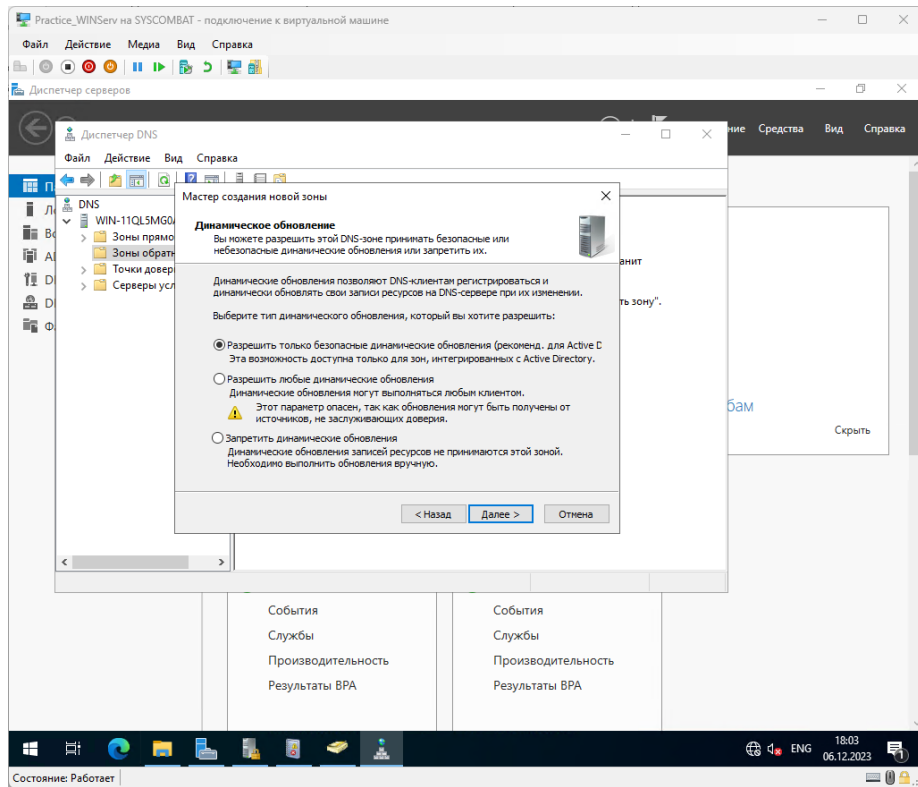 Practice_WINServ на SYSCOMBAT - подключение к виртуальной машине
Файл Действие Медиа Вид Справка
Диспетчер серверов
ние Средства Вид Справка
Диспетчер DNS
Файл Действие Вид Справка
DNS
WIN-11QL5MG0
Зоны прямо
Зоны обратн
Точки довер
Серверы усл
Мастер создания новой зоны
Динамическое обновление
Вы можете разрешить этой DNS-зоне принимать безопасные или
небезопасные динамические обновления или запретить их.
Динамические обновления позволяют DNS-клиентам регистрироваться и
динамически обновлять свои записи ресурсов на DNS-сервере при их изменении.
Выберите тип динамического обновления, который вы хотите разрешить:
Разрешить только безопасные динамические обновления (рекоменд. для Active D
Эта возможность доступна только для зон, интегрированных с Active Directory.
Разрешить любые динамические обновления
Динамические обновления могут выполняться любым клиентом.
Этот параметр опасен, так как обновления могут быть получены от
источников, не заслуживающих доверия.
Запретить динамические обновления
Динамические обновления записей ресурсов не принимаются этой зоной.
Необходимо выполнить обновления вручную.
< Назад Далее > Отмена
анит
ть зону".
бам
Скрыть
События
Службы
Производительность
Результаты BPA
События
Службы
Производительность
Результаты BPA
ENG
18:03
06.12.2023
Состояние: Работает